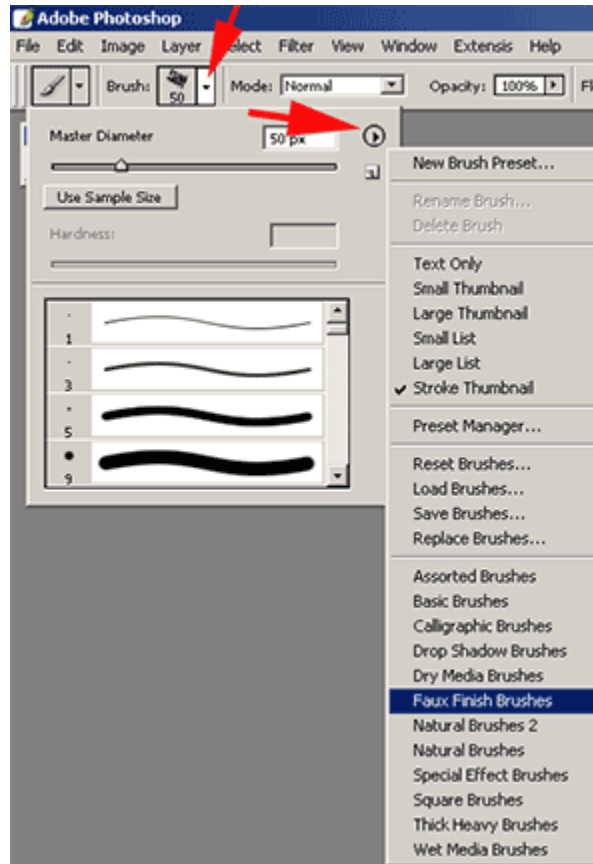 Adobe Photoshop
File Edit Image Layer Select Filter View Window Extensis Help
Brush: 50 Mode: Normal Opacity: 100% Fl
Master Diameter 50 px
Use Sample Size
Hardness:
1
3
5
9
New Brush Preset...
Rename Brush...
Delete Brush
Text Only
Small Thumbnail
Large Thumbnail
Small List
Large List
Stroke Thumbnail
Preset Manager...
Reset Brushes...
Load Brushes...
Save Brushes...
Replace Brushes...
Assorted Brushes
Basic Brushes
Calligraphic Brushes
Drop Shadow Brushes
Dry Media Brushes
Faux Finish Brushes
Natural Brushes 2
Natural Brushes
Special Effect Brushes
Square Brushes
Thick Heavy Brushes
Wet Media Brushes